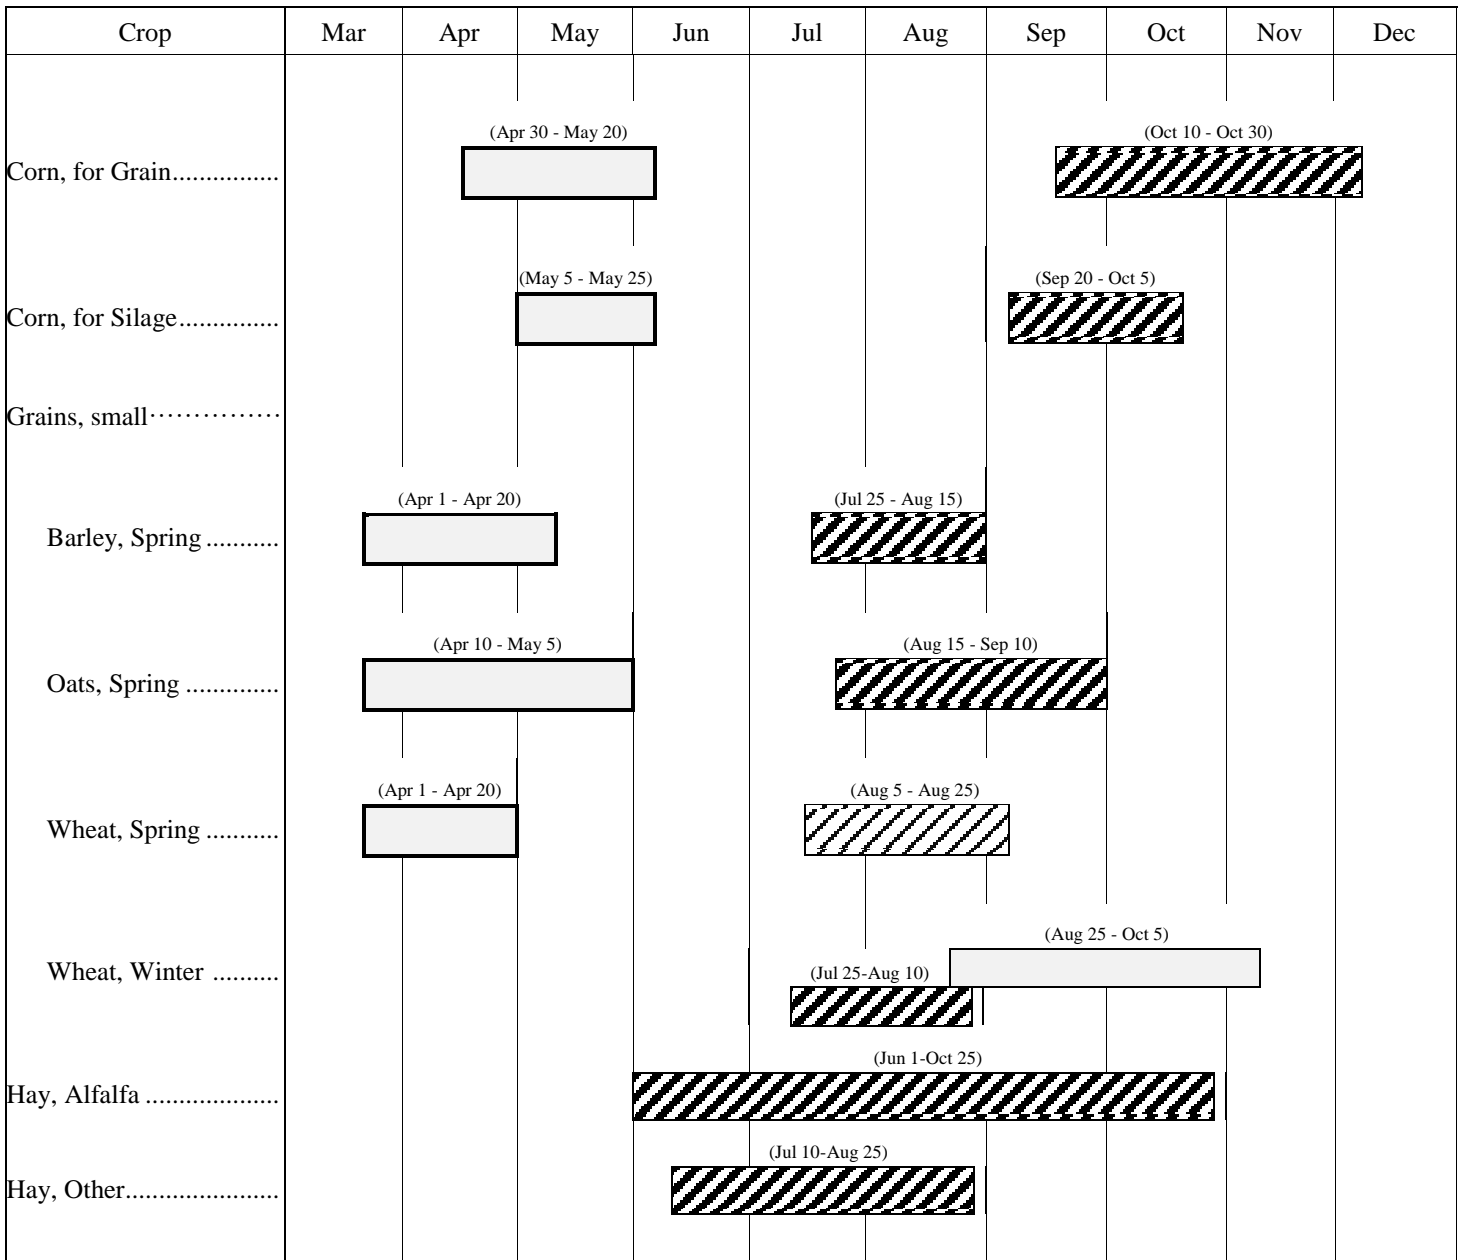 Crop Mar Apr May Jun Jul Aug Sep Oct Nov Dec
(Apr 30 - May 20) (Oct 10 - Oct 30)
Corn, for Grain...............
(May 5 - May 25) (Sep 20 - Oct 5)
Corn, for Silage..............
Grains, small···············
(Apr 1 - Apr 20) (Jul 25 - Aug 15)
Barley, Spring ...........
(Apr 10 - May 5) (Aug 15 - Sep 10)
Oats, Spring .............
(Apr 1 - Apr 20) (Aug 5 - Aug 25)
Wheat, Spring ...........
(Aug 25 - Oct 5)
Wheat, Winter .......... (Jul 25-Aug 10)
(Jun 1-Oct 25)
Hay, Alfalfa ....................
(Jul 10-Aug 25)
Hay, Other.......................